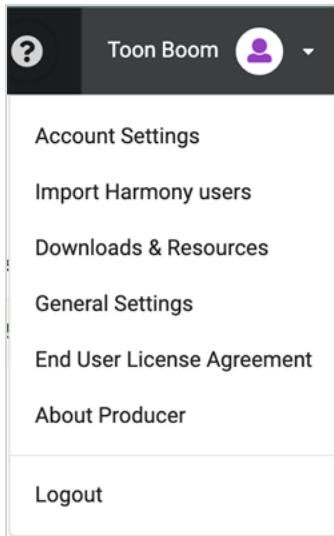 ?
Toon Boom
Account Settings
Import Harmony users
Downloads & Resources
General Settings
End User License Agreement
About Producer
Logout